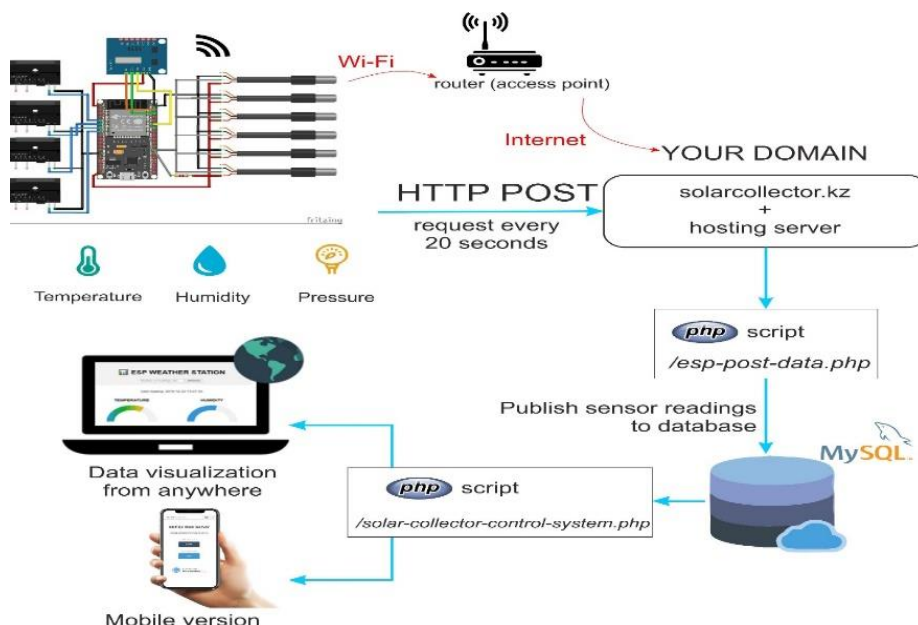 Wi-Fi
router (access point)
Internet
YOUR DOMAIN
solarcollector.kz
+
hosting server
HTTP POST
request every
20 seconds
fritzing
Temperature
Humidity
Pressure
php script
/esp-post-data.php
Publish sensor readings
to database
MySQL
php script
/solar-collector-control-system.php
ESP WEATHER STATION
TEMPERATURE
HUMIDITY
Data visualization
from anywhere
Mobile version